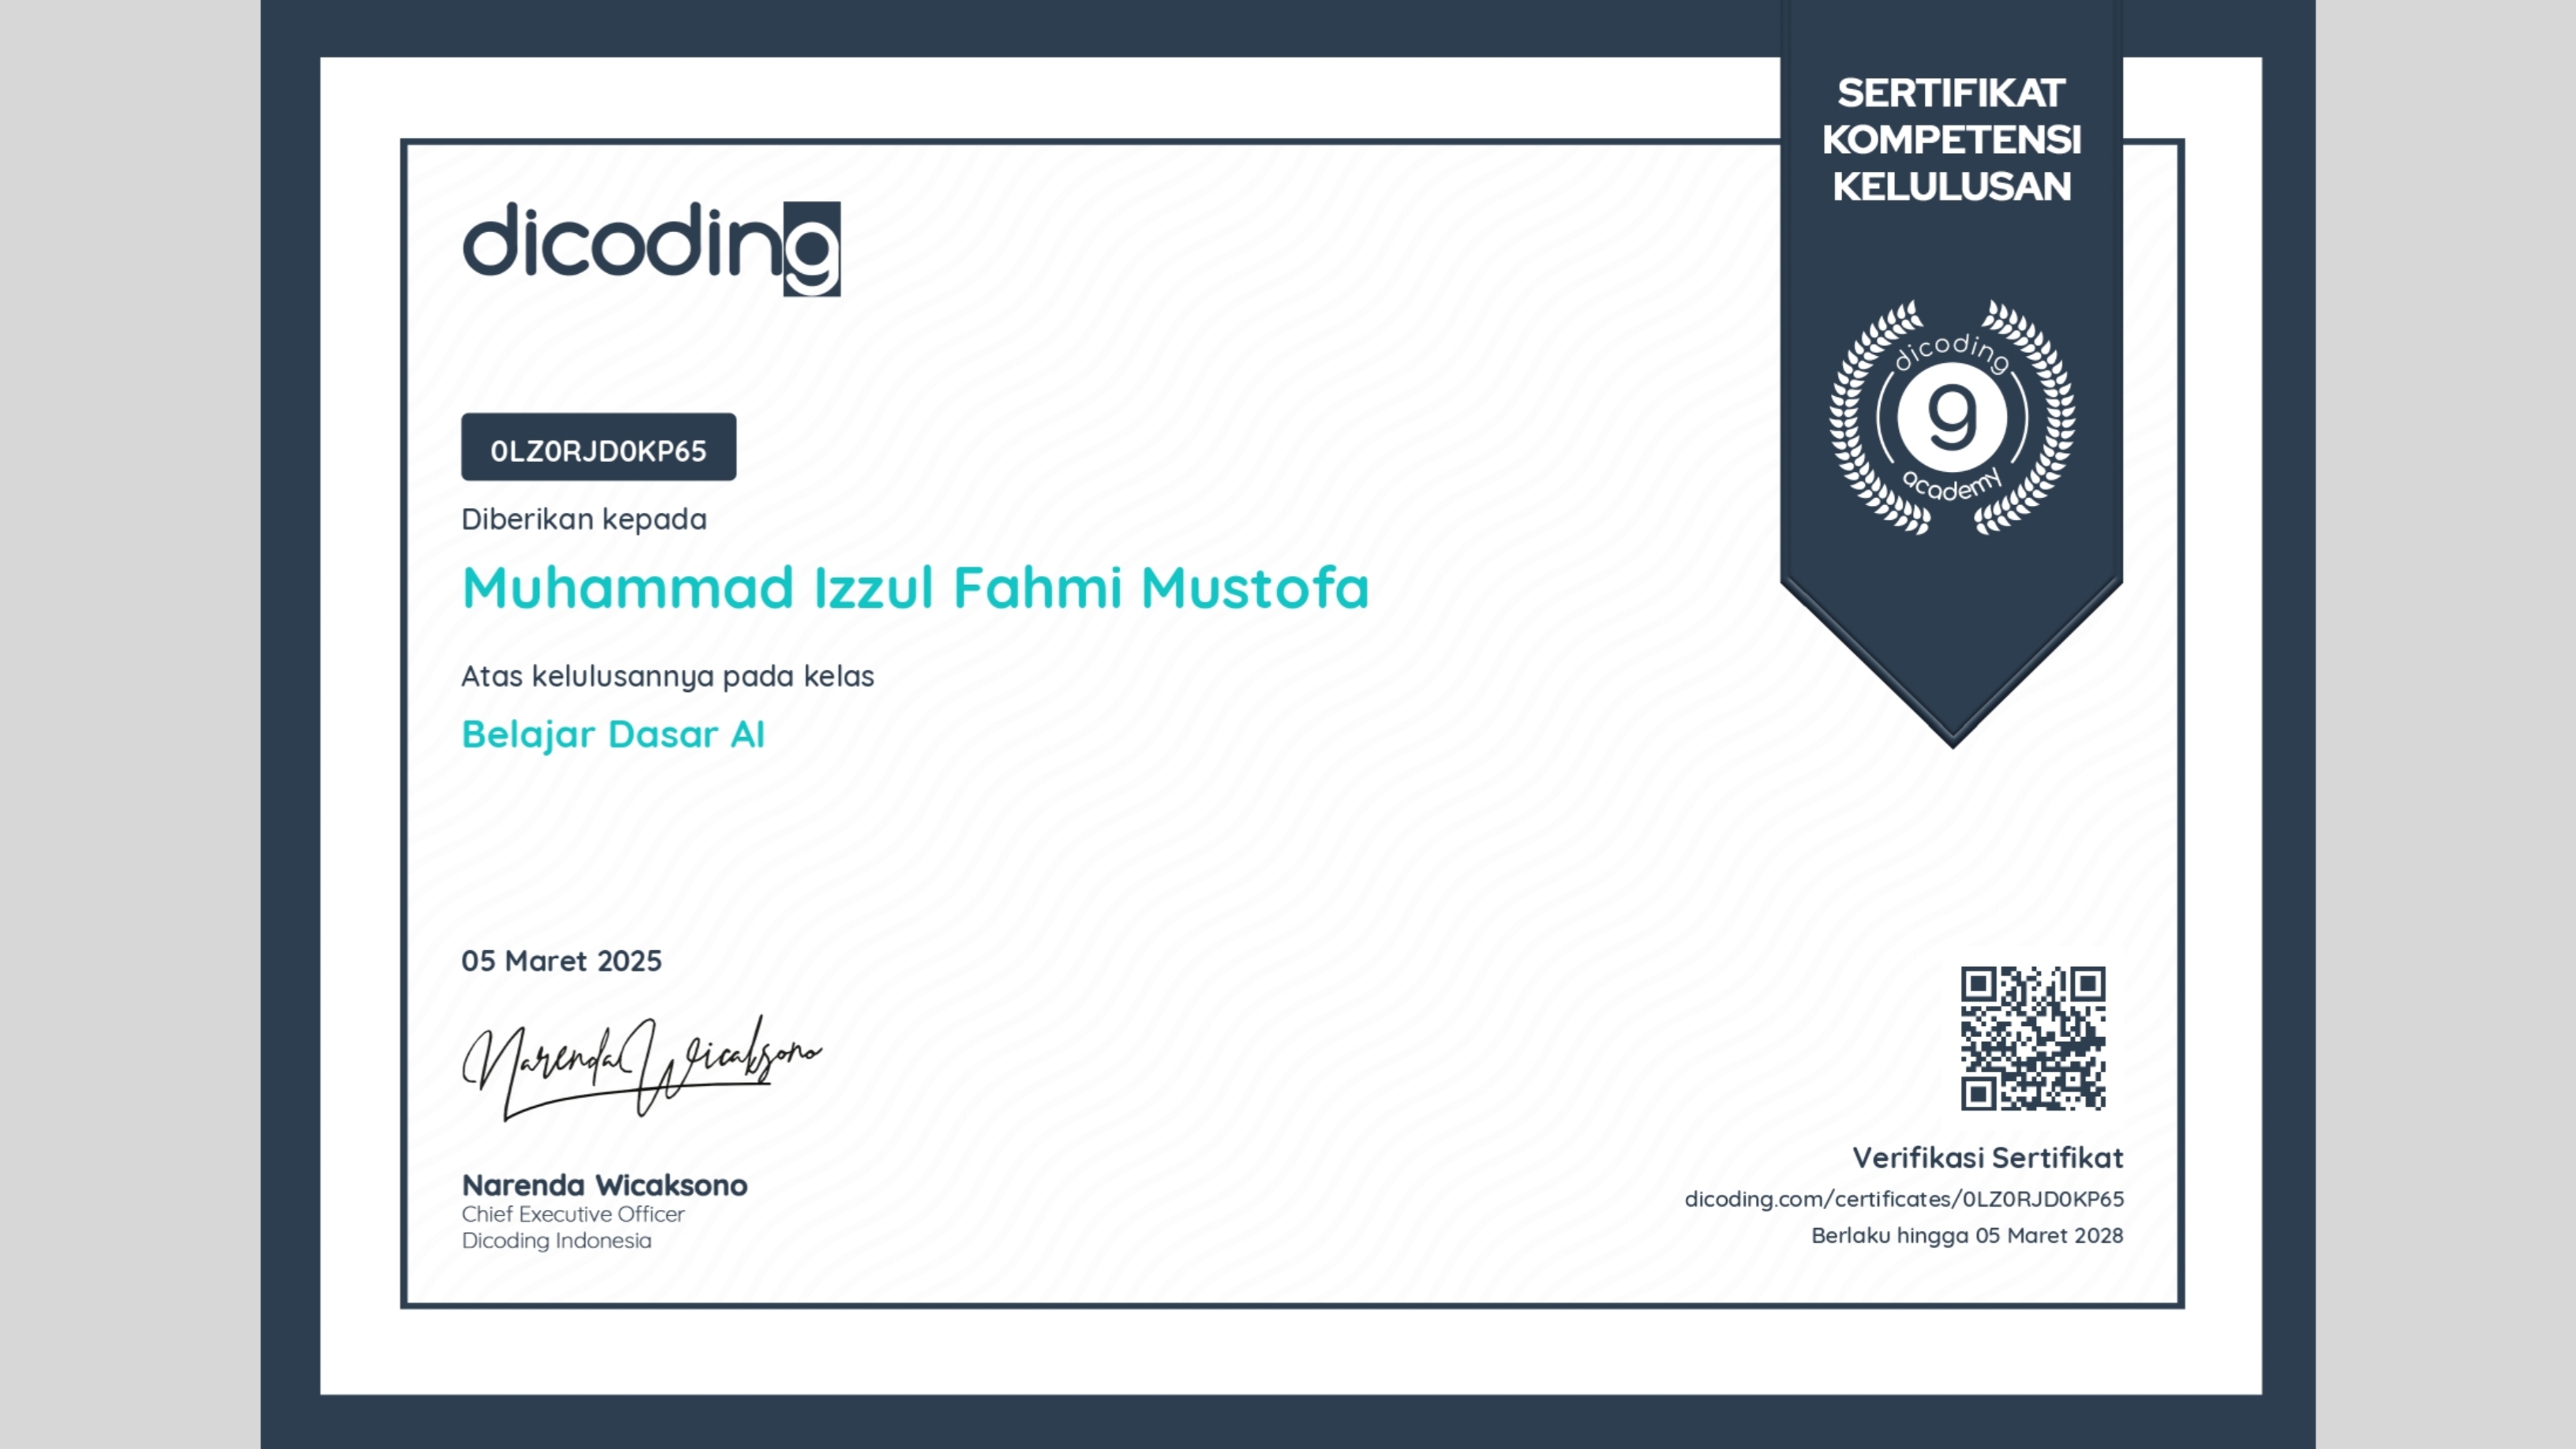 SERTIFIKAT
KOMPETENSI
KELULUSAN
dicoding
dicoding
g
academy
0LZ0RJD0KP65
Diberikan kepada
Muhammad Izzul Fahmi Mustofa
Atas kelulusannya pada kelas
Belajar Dasar AI
05 Maret 2025
Narenda Wicaksono
Narenda Wicaksono
Chief Executive Officer
Dicoding Indonesia
Verifikasi Sertifikat
dicoding.com/certificates/0LZ0RJD0KP65
Berlaku hingga 05 Maret 2028